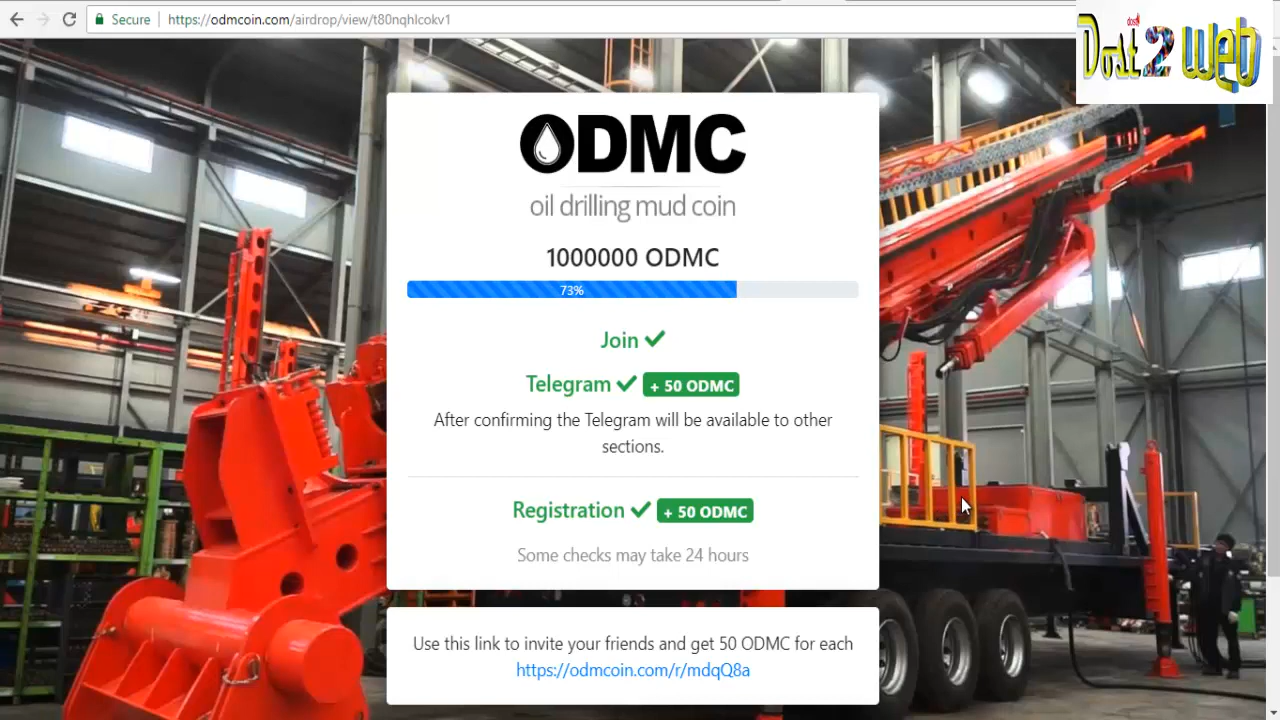 Secure
https://odmcoin.com/airdrop/view/t80nqhlcokv1
dost
Dost 2 Web
ODMC
oil drilling mud coin
1000000 ODMC
73%
Join
Telegram + 50 ODMC
After confirming the Telegram will be available to other
sections.
Registration + 50 ODMC
Some checks may take 24 hours
Use this link to invite your friends and get 50 ODMC for each
https://odmcoin.com/r/mdqQ8a